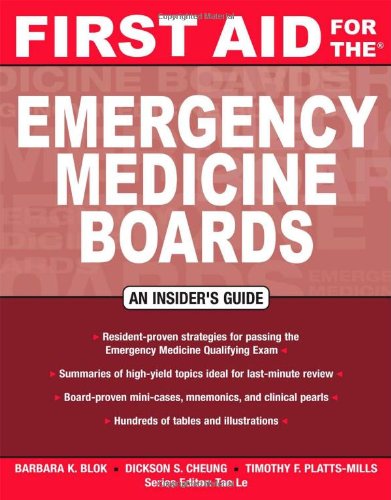 FIRST AID FOR THE®
EMERGENCY
MEDICINE
BOARDS
AN INSIDER'S GUIDE
▶ Resident-proven strategies for passing the
Emergency Medicine Qualifying Exam ◀
▶ Summaries of high-yield topics ideal for last-minute review ◀
▶ Board-proven mini-cases, mnemonics, and clinical pearls ◀
▶ Hundreds of tables and illustrations ◀
BARBARA K. BLOK ▪ DICKSON S. CHEUNG ▪ TIMOTHY F. PLATTS-MILLS
Series Editor Tao Le